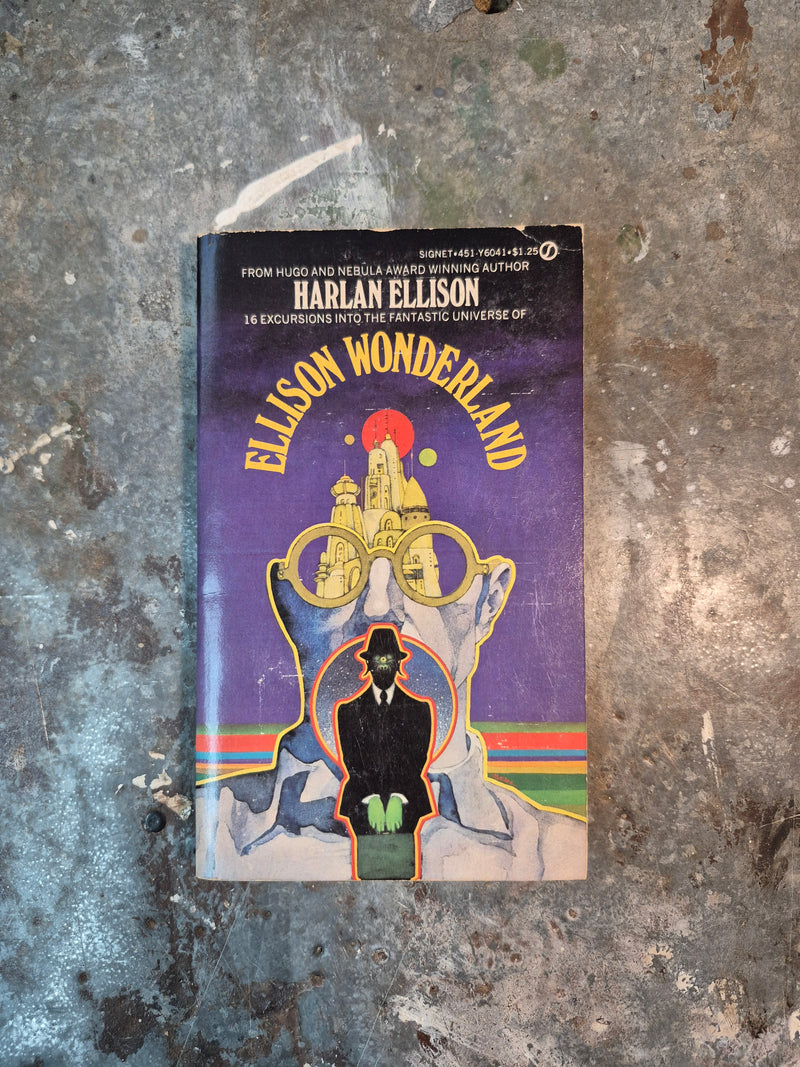 SIGNET•451-Y6041•$1.25
FROM HUGO AND NEBULA AWARD WINNING AUTHOR
HARLAN ELLISON
16 EXCURSIONS INTO THE FANTASTIC UNIVERSE OF
ELLISON WONDERLAND